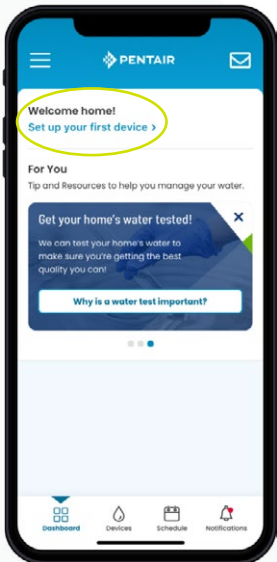 PENTAIR
Welcome home!
Set up your first device >
For You
Tip and Resources to help you manage your water.
Get your home's water tested!
We can test your home's water to
make sure you're getting the best
quality you can!
Why is a water test important?
Dashboard
Devices
Schedule
Notifications